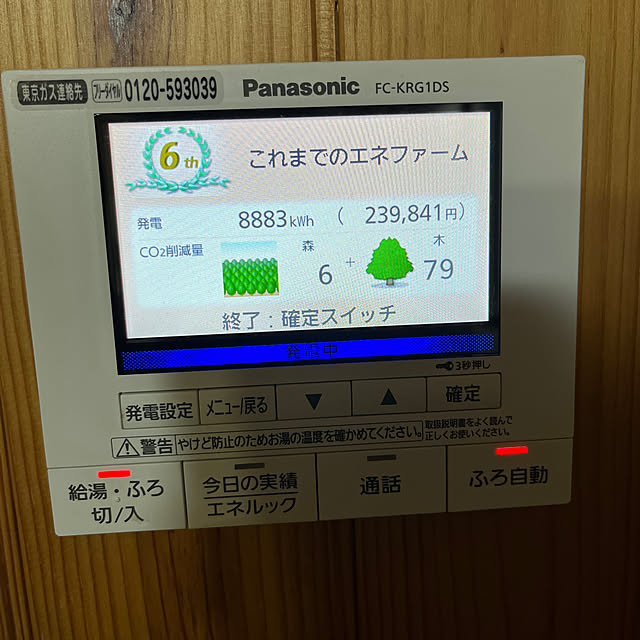 東京ガス連絡先 フリーダイヤル 0120-593039 Panasonic FC-KRG1DS
6th これまでのエネファーム
発電 8883kWh ( 239,841円)
CO2削減量 森 6 + 木 79
終了：確定スイッチ
発電中
3秒押し
発電設定 メニュー/戻る ▼ ▲ 確定
警告 やけど防止のためお湯の温度を確かめてください。 取扱説明書をよく読んで
正しくお使いください。
給湯・ふろ 今日の実績 通話 ふろ自動
切/入 エネルック